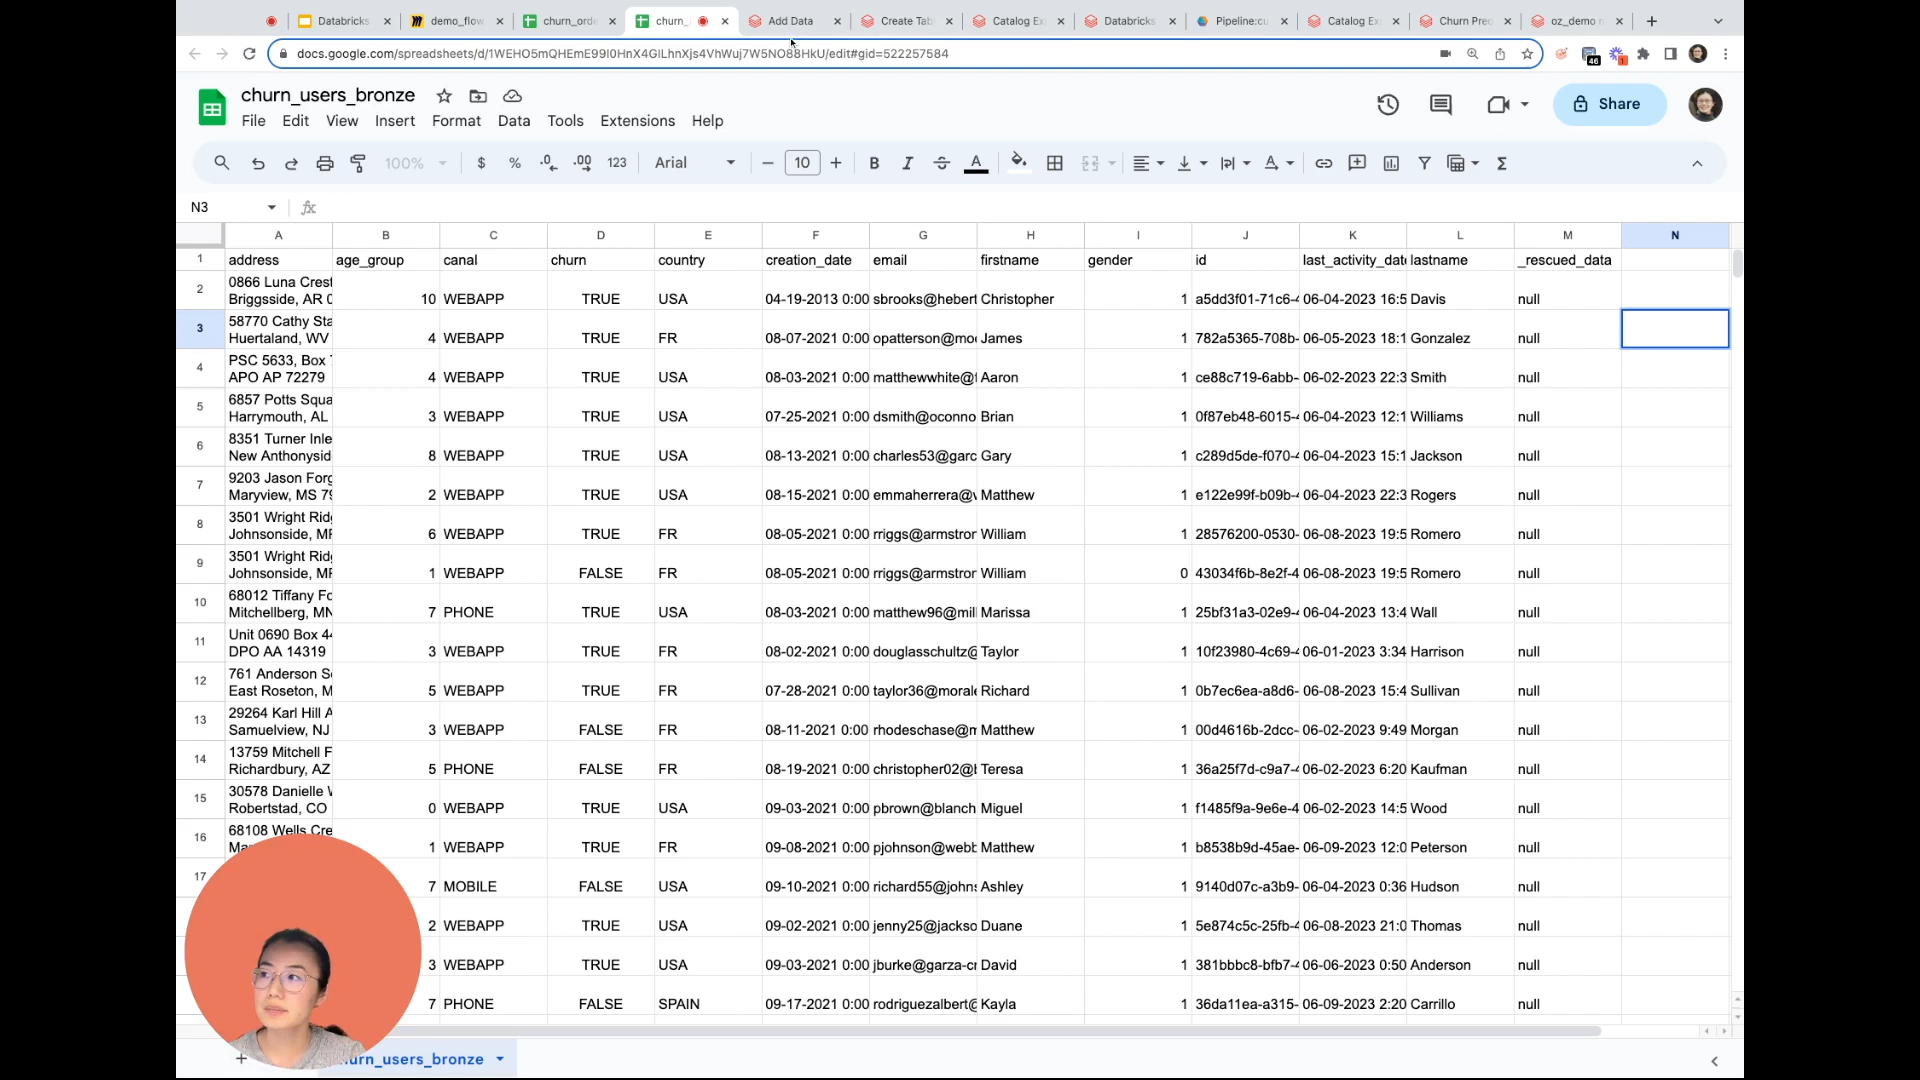 Databricks demo_flow churn_orde churn_ Add Data Create Tab Catalog Ex Databricks Pipeline:cu Catalog Ex Churn Pred oz_demo n
docs.google.com/spreadsheets/d/1WEHO5mQHEmE99I0HnX4GlLhnXjs4VhWuj7W5NO88HkU/edit#gid=522257584
46 1
churn_users_bronze
Share
File Edit View Insert Format Data Tools Extensions Help
100% $ % .0 .00 123 Arial 10 B I A Σ
N3 fx
A B C D E F G H I J K L M N
1 address age_group canal churn country creation_date email firstname gender id last_activity_date lastname _rescued_data
0866 Luna Crest
2 Briggsside, AR 0 10 WEBAPP TRUE USA 04-19-2013 0:00 sbrooks@hebert Christopher 1 a5dd3f01-71c6-4 06-04-2023 16:5 Davis null
58770 Cathy Sta
3 Huertaland, WV 4 WEBAPP TRUE FR 08-07-2021 0:00 opatterson@moo James 1 782a5365-708b- 06-05-2023 18:1 Gonzalez null
PSC 5633, Box 7
4 APO AP 72279 4 WEBAPP TRUE USA 08-03-2021 0:00 matthewwhite@ Aaron 1 ce88c719-6abb- 06-02-2023 22:3 Smith null
6857 Potts Squa
5 Harrymouth, AL 3 WEBAPP TRUE USA 07-25-2021 0:00 dsmith@oconno Brian 1 0f87eb48-6015-4 06-04-2023 12:1 Williams null
8351 Turner Inle
6 New Anthonysid 8 WEBAPP TRUE USA 08-13-2021 0:00 charles53@garc Gary 1 c289d5de-f070-4 06-04-2023 15:1 Jackson null
9203 Jason Forg
7 Maryview, MS 79 2 WEBAPP TRUE USA 08-15-2021 0:00 emmaherrera@ Matthew 1 e122e99f-b09b-4 06-04-2023 22:3 Rogers null
3501 Wright Ridg
8 Johnsonside, MP 6 WEBAPP TRUE FR 08-05-2021 0:00 rriggs@armstror William 1 28576200-0530- 06-08-2023 19:5 Romero null
3501 Wright Ridg
9 Johnsonside, MP 1 WEBAPP FALSE FR 08-05-2021 0:00 rriggs@armstror William 0 43034f6b-8e2f-4 06-08-2023 19:5 Romero null
68012 Tiffany Fo
10 Mitchellberg, MN 7 PHONE TRUE USA 08-03-2021 0:00 matthew96@mil Marissa 1 25bf31a3-02e9-4 06-04-2023 13:4 Wall null
Unit 0690 Box 44
11 DPO AA 14319 3 WEBAPP TRUE FR 08-02-2021 0:00 douglasschultz@ Taylor 1 10f23980-4c69-4 06-01-2023 3:34 Harrison null
761 Anderson Sq
12 East Roseton, M 5 WEBAPP TRUE FR 07-28-2021 0:00 taylor36@morale Richard 1 0b7ec6ea-a8d6- 06-08-2023 15:4 Sullivan null
29264 Karl Hill A
13 Samuelview, NJ 3 WEBAPP FALSE FR 08-11-2021 0:00 rhodeschase@m Matthew 1 00d4616b-2dcc- 06-02-2023 9:49 Morgan null
13759 Mitchell F
14 Richardbury, AZ 5 PHONE FALSE FR 08-19-2021 0:00 christopher02@ Teresa 1 36a25f7d-c9a7-4 06-02-2023 6:20 Kaufman null
30578 Danielle W
15 Robertstad, CO 0 WEBAPP TRUE USA 09-03-2021 0:00 pbrown@blanch Miguel 1 f1485f9a-9e6e-4 06-02-2023 14:5 Wood null
68108 Wells Cre
16 Ma 1 WEBAPP TRUE FR 09-08-2021 0:00 pjohnson@webb Matthew 1 b8538b9d-45ae- 06-09-2023 12:0 Peterson null
17 7 MOBILE FALSE USA 09-10-2021 0:00 richard55@johns Ashley 1 9140d07c-a3b9- 06-04-2023 0:36 Hudson null
2 WEBAPP TRUE USA 09-02-2021 0:00 jenny25@jackso Duane 1 5e874c5c-25fb-4 06-08-2023 21:0 Thomas null
3 WEBAPP TRUE USA 09-03-2021 0:00 jburke@garza-cr David 1 381bbbc8-bfb7-4 06-06-2023 0:50 Anderson null
7 PHONE FALSE SPAIN 09-17-2021 0:00 rodriguezalbert@ Kayla 1 36da11ea-a315- 06-09-2023 2:20 Carrillo null
urn_users_bronze